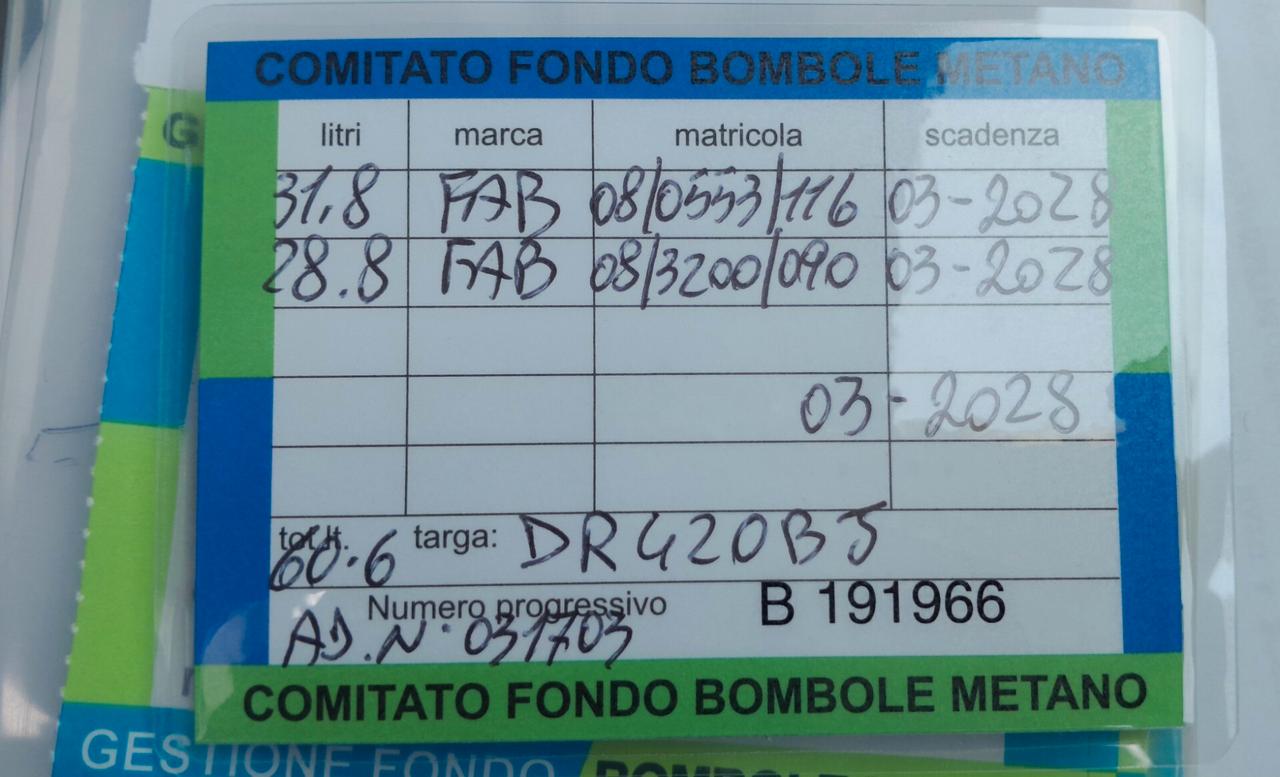 COMITATO FONDO BOMBOLE METANO
G
litri marca matricola scadenza
31.8 FAB 08/0553/116 03-2028
28.8 FAB 08/3200/090 03-2028
03-2028
tot.lt. 60.6 targa: DR420BJ
Numero progressivo B 191966
AD.N° 031703
COMITATO FONDO BOMBOLE METANO
GESTIONE FONDO BOMBOLE